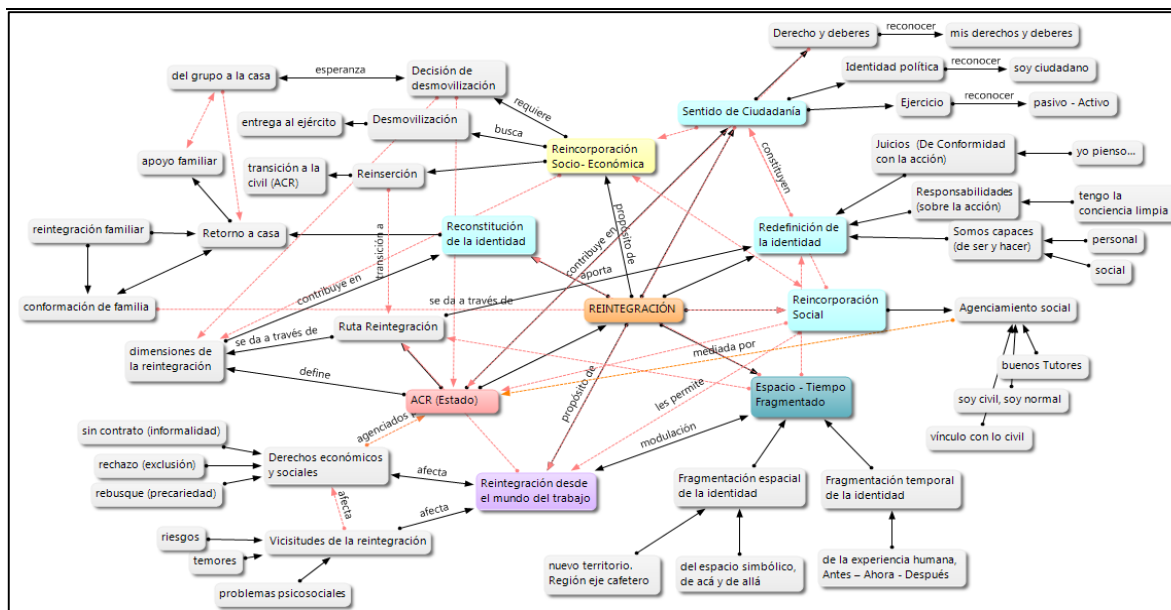 Derecho y deberes
reconocer
mis derechos y deberes
del grupo a la casa
esperanza
Decisión de
desmovilización
Identidad política
reconocer
soy ciudadano
requiere
Sentido de Ciudadanía
Ejercicio
reconocer
pasivo - Activo
entrega al ejército
Desmovilización
busca
Reincorporación
Socio- Económica
apoyo familiar
transición a la
civil (ACR)
Reinserción
constituyen
Juicios (De Conformidad
con la acción)
yo pienso...
Responsabilidades
(sobre la acción)
tengo la
conciencia limpia
reintegración familiar
Retorno a casa
Reconstitución
de la identidad
propósito de
contribuye en
Redefinición de
la identidad
Somos capaces
(de ser y hacer)
personal
social
transición a
aporta
contribuye en
conformación de familia
se da a través de
REINTEGRACIÓN
Reincorporación
Social
Agenciamiento social
Ruta Reintegración
se da a través de
dimensiones de
la reintegración
mediada por
buenos Tutores
define
ACR (Estado)
propósito de
les permite
Espacio - Tiempo
Fragmentado
soy civil, soy normal
vínculo con lo civil
agenciados
sin contrato (informalidad)
rechazo (exclusión)
rebusque (precariedad)
Derechos económicos
y sociales
modulación
afecta
Reintegración desde
el mundo del trabajo
Fragmentación espacial
de la identidad
Fragmentación temporal
de la identidad
afecta
afecta
riesgos
temores
Vicisitudes de la reintegración
problemas psicosociales
nuevo territorio.
Región eje cafetero
del espacio simbólico,
de acá y de allá
de la experiencia humana,
Antes – Ahora - Después